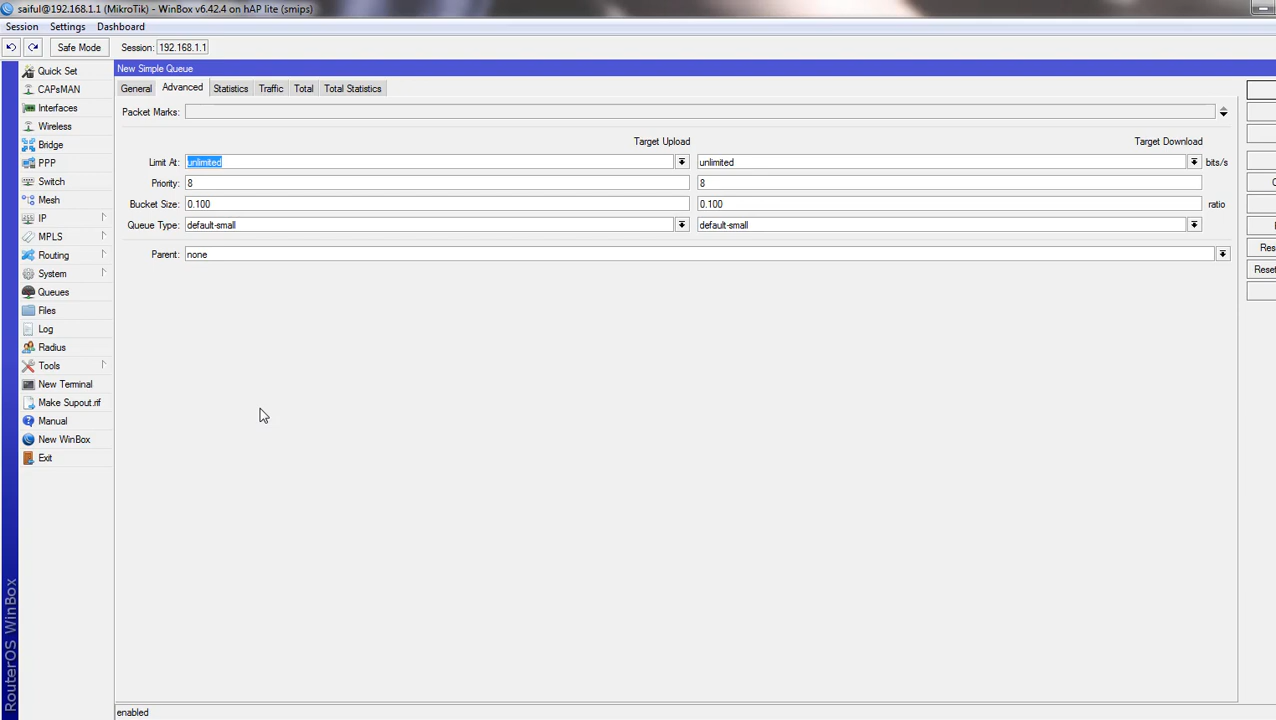 saiful@192.168.1.1 (MikroTik) - WinBox v6.42.4 on hAP lite (smips)
Session Settings Dashboard
Safe Mode Session: 192.168.1.1
New Simple Queue
Quick Set
CAPsMAN
Interfaces
Wireless
Bridge
PPP
Switch
Mesh
IP
MPLS
Routing
System
Queues
Files
Log
Radius
Tools
New Terminal
Make Supout.rif
Manual
New WinBox
Exit
RouterOS WinBox
General Advanced Statistics Traffic Total Total Statistics
Packet Marks:
Target Upload Target Download
Limit At: unlimited unlimited bits/s
Priority: 8 8
Bucket Size: 0.100 0.100 ratio
Queue Type: default-small default-small
Parent: none
Res
Reset
enabled